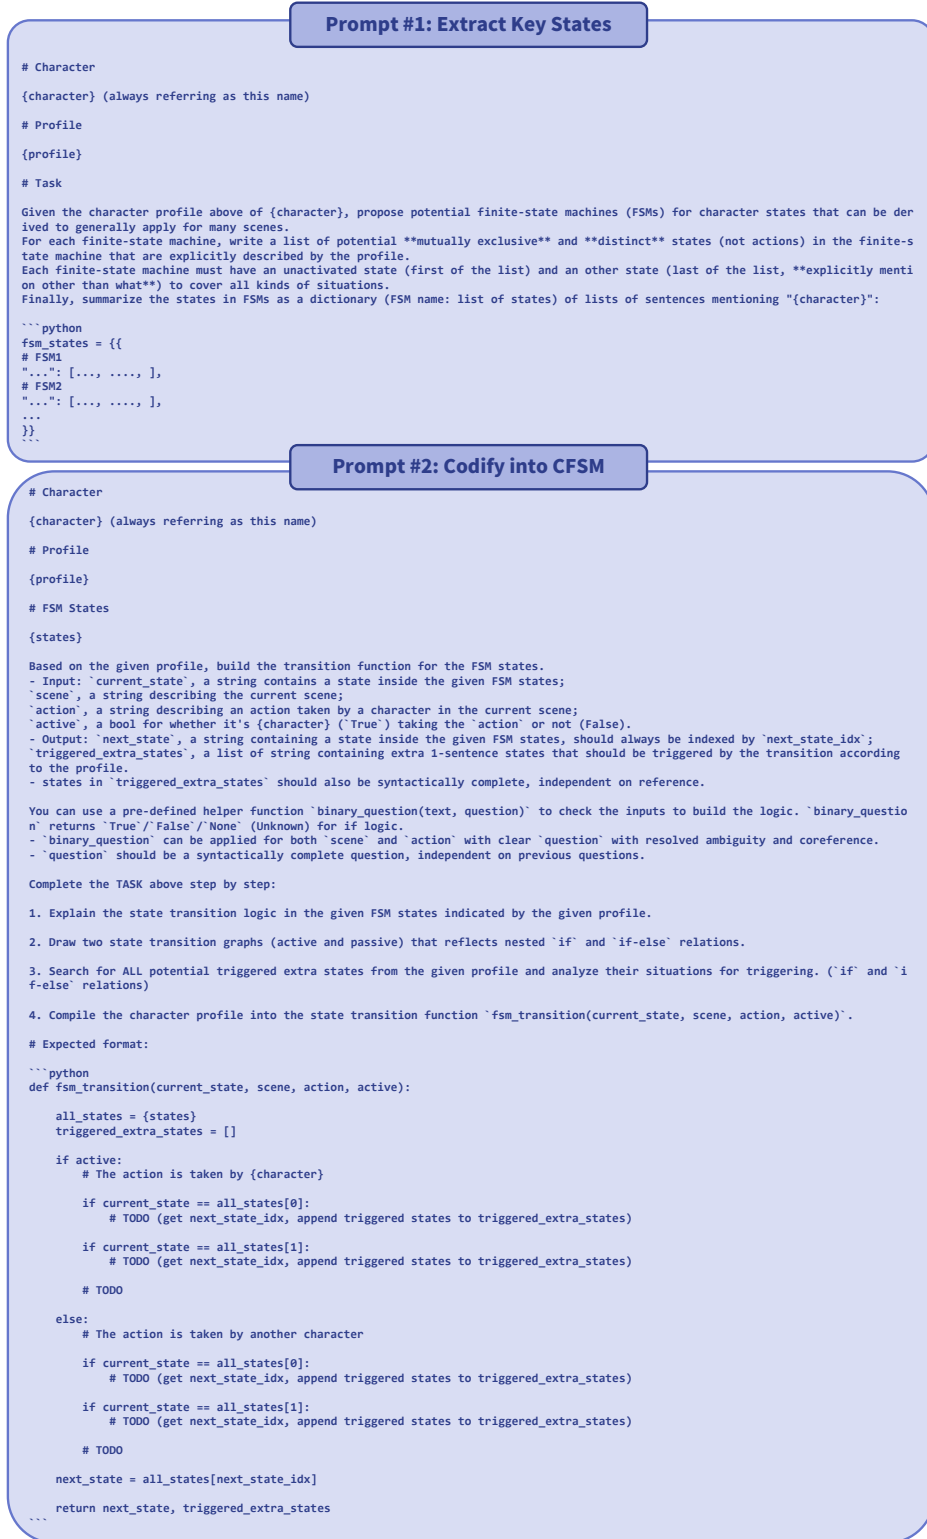 Prompt #1: Extract Key States
# Character
{character} (always referring as this name)
# Profile
{profile}
# Task
Given the character profile above of {character}, propose potential finite-state machines (FSMs) for character states that can be der
ived to generally apply for many scenes.
For each finite-state machine, write a list of potential **mutually exclusive** and **distinct** states (not actions) in the finite-s
tate machine that are explicitly described by the profile.
Each finite-state machine must have an unactivated state (first of the list) and an other state (last of the list, **explicitly menti
on other than what**) to cover all kinds of situations.
Finally, summarize the states in FSMs as a dictionary (FSM name: list of states) of lists of sentences mentioning "{character}":
```python
fsm_states = {{
# FSM1
"...": [..., ...., ],
# FSM2
"...": [..., ...., ],
...
}}
```
Prompt #2: Codify into CFSM
# Character
{character} (always referring as this name)
# Profile
{profile}
# FSM States
{states}
Based on the given profile, build the transition function for the FSM states.
- Input: `current_state`, a string contains a state inside the given FSM states;
`scene`, a string describing the current scene;
`action`, a string describing an action taken by a character in the current scene;
`active`, a bool for whether it's {character} (`True`) taking the `action` or not (False).
- Output: `next_state`, a string containing a state inside the given FSM states, should always be indexed by `next_state_idx`;
`triggered_extra_states`, a list of string containing extra 1-sentence states that should be triggered by the transition according
to the profile.
- states in `triggered_extra_states` should also be syntactically complete, independent on reference.
You can use a pre-defined helper function `binary_question(text, question)` to check the inputs to build the logic. `binary_questio
n` returns `True`/`False`/`None` (Unknown) for if logic.
- `binary_question` can be applied for both `scene` and `action` with clear `question` with resolved ambiguity and coreference.
- `question` should be a syntactically complete question, independent on previous questions.
Complete the TASK above step by step:
1. Explain the state transition logic in the given FSM states indicated by the given profile.
2. Draw two state transition graphs (active and passive) that reflects nested `if` and `if-else` relations.
3. Search for ALL potential triggered extra states from the given profile and analyze their situations for triggering. (`if` and `i
f-else` relations)
4. Compile the character profile into the state transition function `fsm_transition(current_state, scene, action, active)`.
# Expected format:
```python
def fsm_transition(current_state, scene, action, active):
    all_states = {states}
    triggered_extra_states = []
    if active:
        # The action is taken by {character}
        if current_state == all_states[0]:
            # TODO (get next_state_idx, append triggered states to triggered_extra_states)
        if current_state == all_states[1]:
            # TODO (get next_state_idx, append triggered states to triggered_extra_states)
        # TODO
    else:
        # The action is taken by another character
        if current_state == all_states[0]:
            # TODO (get next_state_idx, append triggered states to triggered_extra_states)
        if current_state == all_states[1]:
            # TODO (get next_state_idx, append triggered states to triggered_extra_states)
        # TODO
    next_state = all_states[next_state_idx]
    return next_state, triggered_extra_states
```